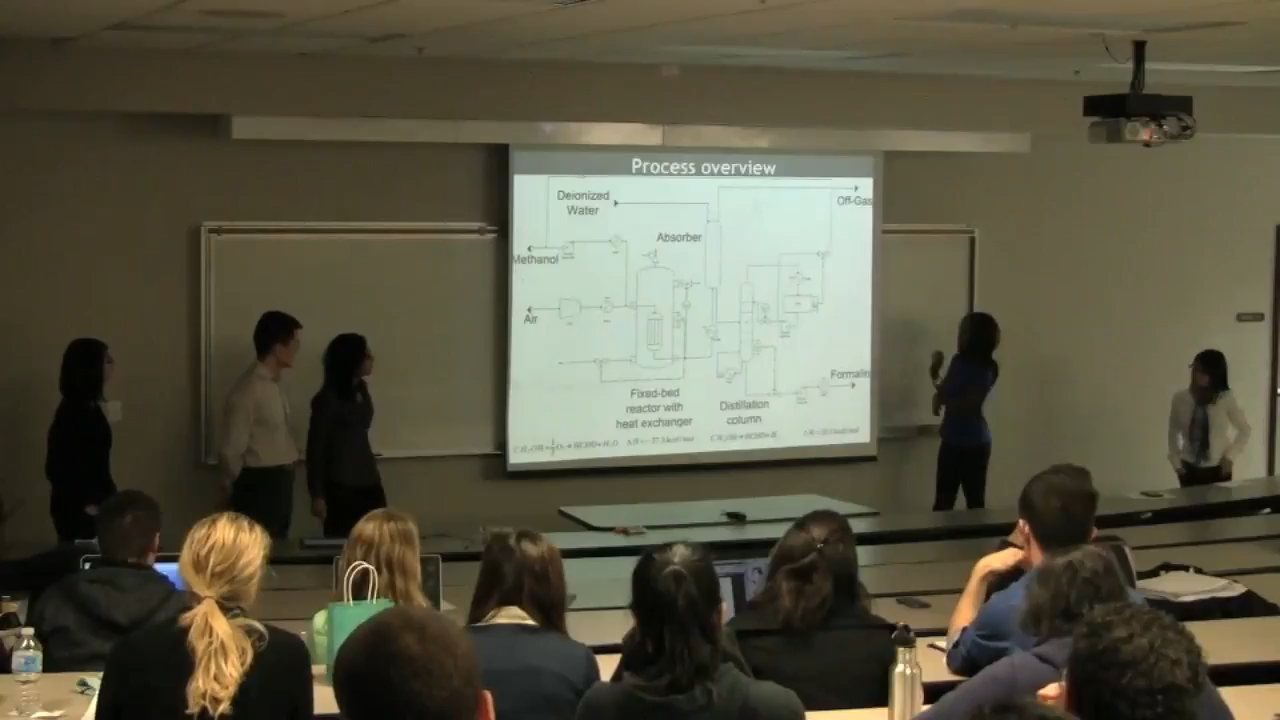 Process overview
Deionized
Water
Off-Gas
Absorber
Methanol
Air
Formalin
Fixed-bed
reactor with
heat exchanger
Distillation
column